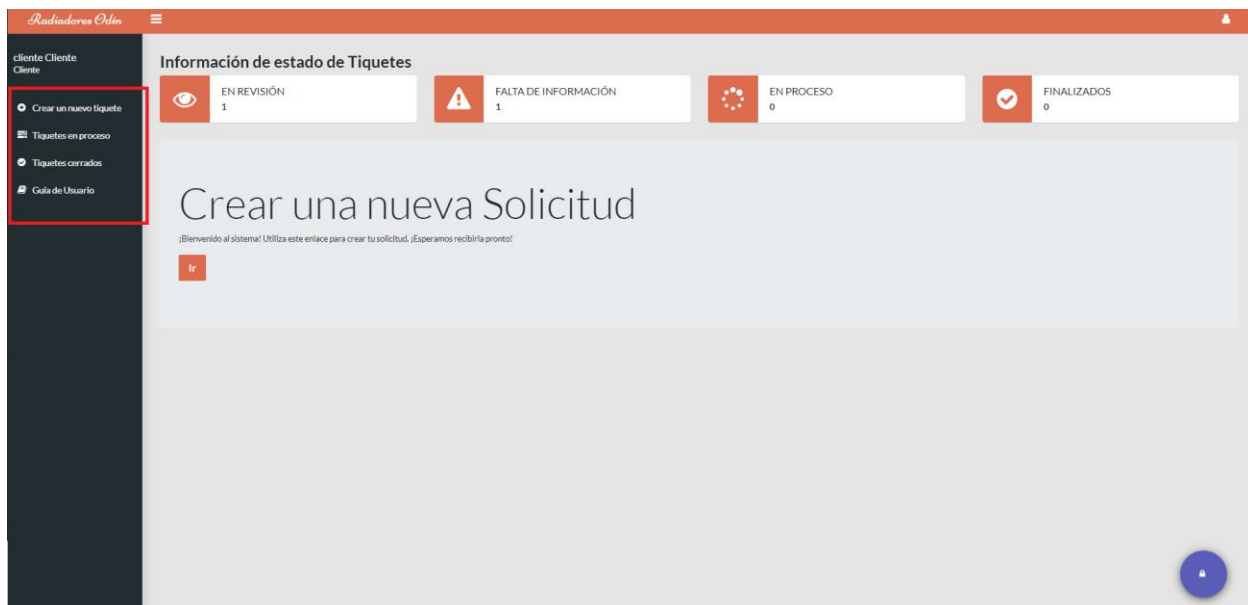 Radiadores Odín
cliente Cliente
Cliente
Crear un nuevo tiquete
Tiquetes en proceso
Tiquetes cerrados
Guía de Usuario
Información de estado de Tiquetes
EN REVISIÓN
1
FALTA DE INFORMACIÓN
1
EN PROCESO
0
FINALIZADOS
0
Crear una nueva Solicitud
¡Bienvenido al sistema! Utiliza este enlace para crear tu solicitud. ¡Esperamos recibirla pronto!
Ir